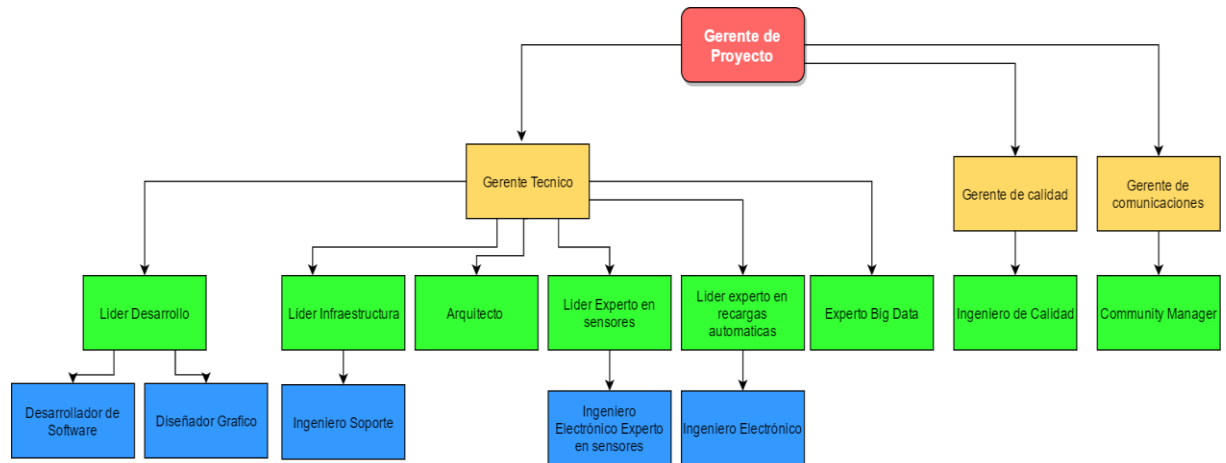 Gerente de
Proyecto
Gerente Tecnico
Gerente de calidad
Gerente de
comunicaciones
Lider Desarrollo
Líder Infraestructura
Arquitecto
Lider Experto en
sensores
Lider experto en
recargas
automaticas
Experto Big Data
Ingeniero de Calidad
Community Manager
Desarrollador de
Software
Diseñador Grafico
Ingeniero Soporte
Ingeniero
Electrónico Experto
en sensores
Ingeniero Electrónico